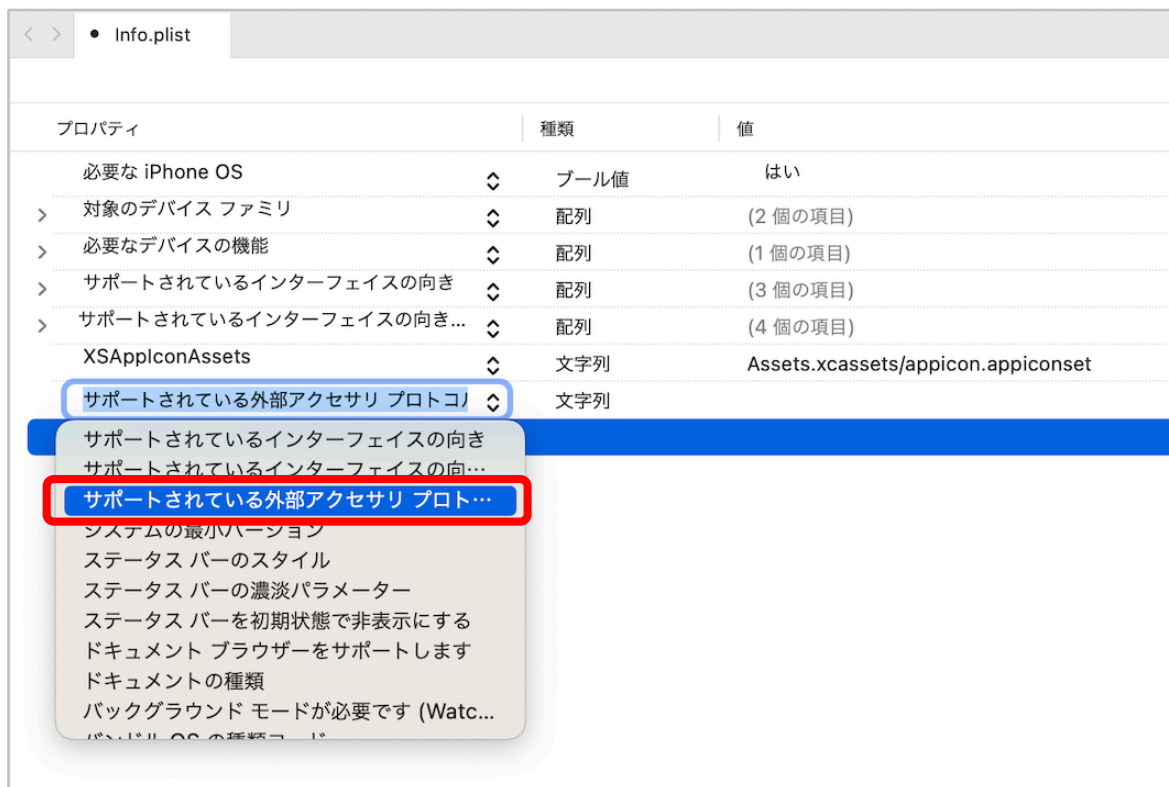 Info.plist
プロパティ 種類 値
必要な iPhone OS ブール値 はい
対象のデバイス ファミリ 配列 (2 個の項目)
必要なデバイスの機能 配列 (1 個の項目)
サポートされているインターフェイスの向き 配列 (3 個の項目)
サポートされているインターフェイスの向き... 配列 (4 個の項目)
XSAppIconAssets 文字列 Assets.xcassets/appicon.appiconset
サポートされている外部アクセサリ プロトコル 文字列
サポートされているインターフェイスの向き
サポートされているインターフェイスの向…
サポートされている外部アクセサリ プロト…
システムの最小バージョン
ステータス バーのスタイル
ステータス バーの濃淡パラメーター
ステータス バーを初期状態で非表示にする
ドキュメント ブラウザーをサポートします
ドキュメントの種類
バックグラウンド モードが必要です (Watc...
バンドル OS の種類コード